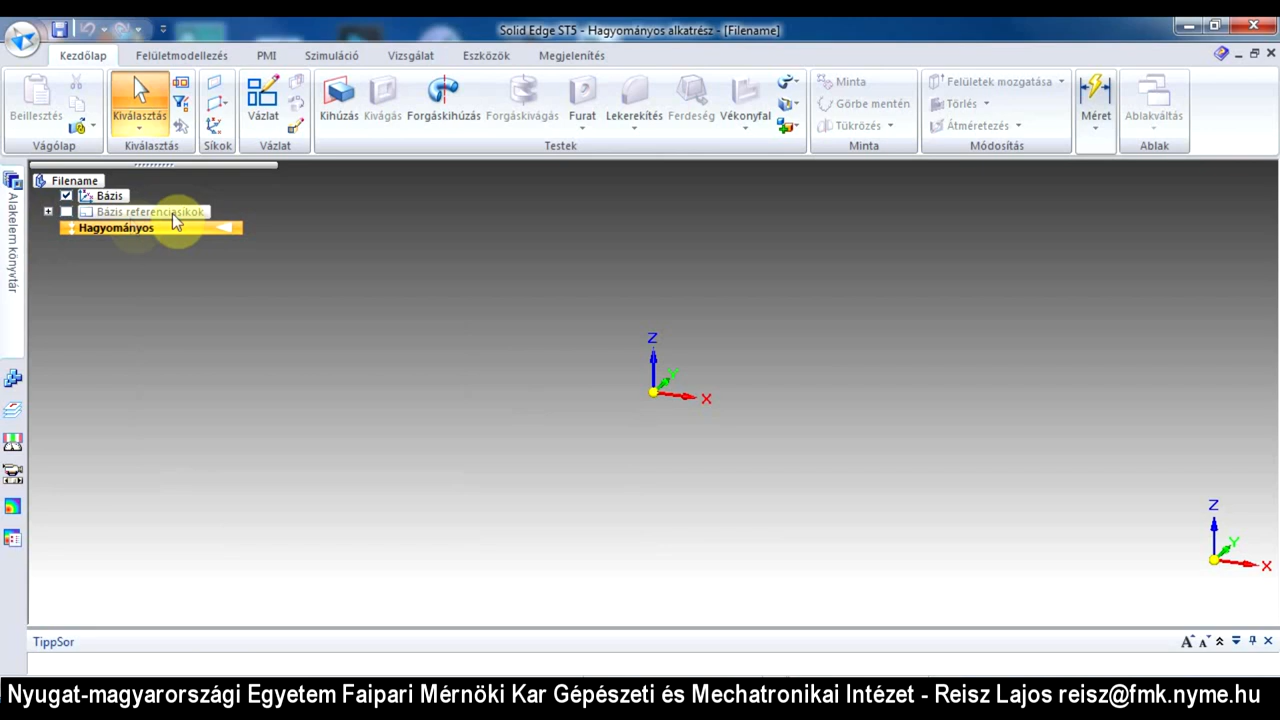 Solid Edge ST5 - Hagyományos alkatrész - [Filename]
Kezdőlap Felületmodellezés PMI Szimuláció Vizsgálat Eszközök Megjelenítés
Beillesztés
Vágólap
Kiválasztás
Kiválasztás
Síkok
Vázlat
Vázlat
Kihúzás Kivágás Forgáskihúzás Forgáskivágás Furat Lekerekítés Ferdeség Vékonyfal
Testek
Minta
Görbe mentén
Tükrözés
Minta
Felületek mozgatása
Törlés
Átméretezés
Módosítás
Méret
Ablakváltás
Ablak
Alakelem könyvtár
Filename
Bázis
Bázis referenciasíkok
Hagyományos
Z
Y
X
Z
Y
X
TippSor
Nyugat-magyarországi Egyetem Faipari Mérnöki Kar Gépészeti és Mechatronikai Intézet - Reisz Lajos reisz@fmk.nyme.hu